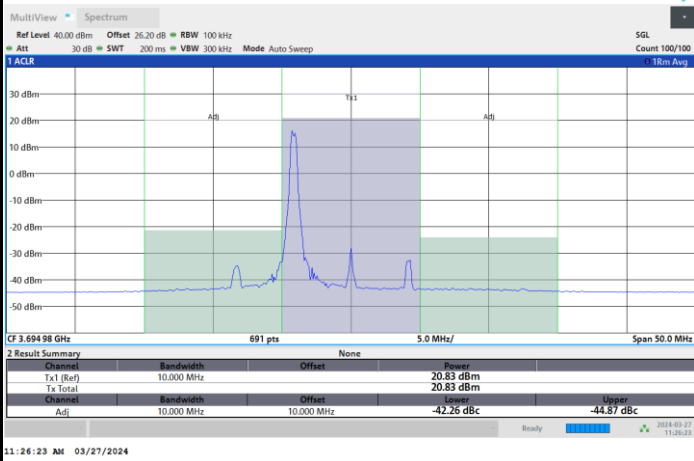 MultiView Spectrum
Ref Level 40.00 dBm Offset 26.20 dB RBW 100 kHz SGL
Att 30 dB SWT 200 ms VBW 300 kHz Mode Auto Sweep Count 100/100
1 ACLR 1Rm Avg
Tx1
30 dBm
Adj Adj
20 dBm
10 dBm
0 dBm
-10 dBm
-20 dBm
-30 dBm
-40 dBm
-50 dBm
CF 3.694 98 GHz 691 pts 5.0 MHz/ Span 50.0 MHz
2 Result Summary None
Channel Bandwidth Offset Power
Tx1 (Ref) 10.000 MHz 20.83 dBm
Tx Total 20.83 dBm
Channel Bandwidth Offset Lower Upper
Adj 10.000 MHz 10.000 MHz -42.26 dBc -44.87 dBc
Ready 2024-03-27
11:26:23
11:26:23 AM 03/27/2024